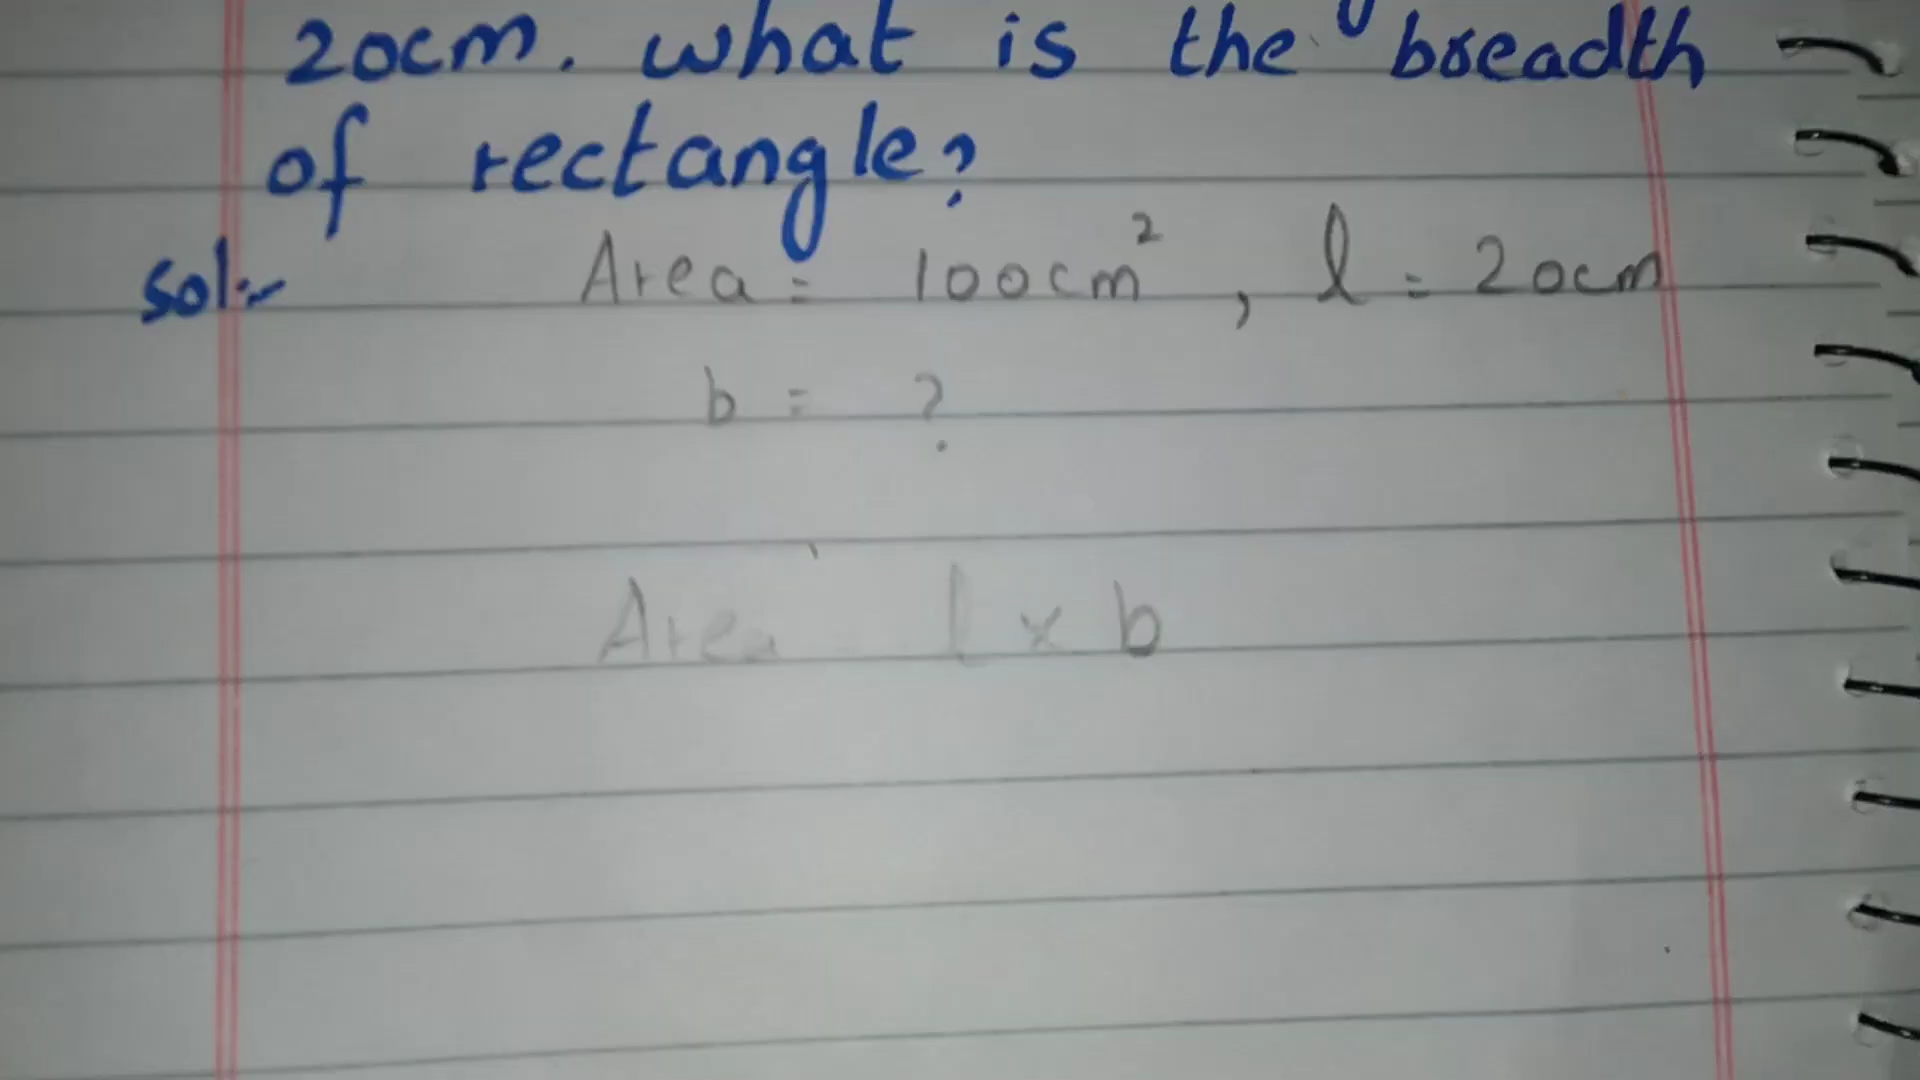 20cm. what is the breadth
of rectangle?
Sol:- Area = 100cm², l = 20cm
b = ?
Area l × b